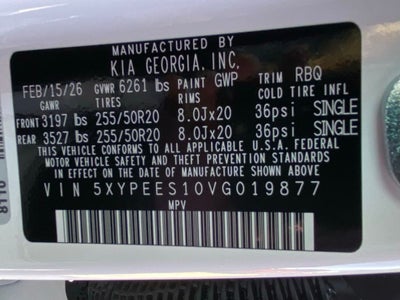 MANUFACTURED BY
KIA GEORGIA, INC.
FEB/15/26 GVWR 6261 lbs PAINT GWP TRIM RBQ
GAWR TIRES RIMS COLD TIRE INFL
FRONT 3197 lbs 255/50R20 8.0Jx20 36psi SINGLE
REAR 3527 lbs 255/50R20 8.0Jx20 36psi SINGLE
THIS VEHICLE CONFORMS TO ALL APPLICABLE U.S.A. FEDERAL
MOTOR VEHICLE SAFETY AND THEFT PREVENTION STANDARDS
IN EFFECT ON THE DATE OF MANUFACTURE SHOWN ABOVE
VIN 5XYPEES10VG019877
MPV